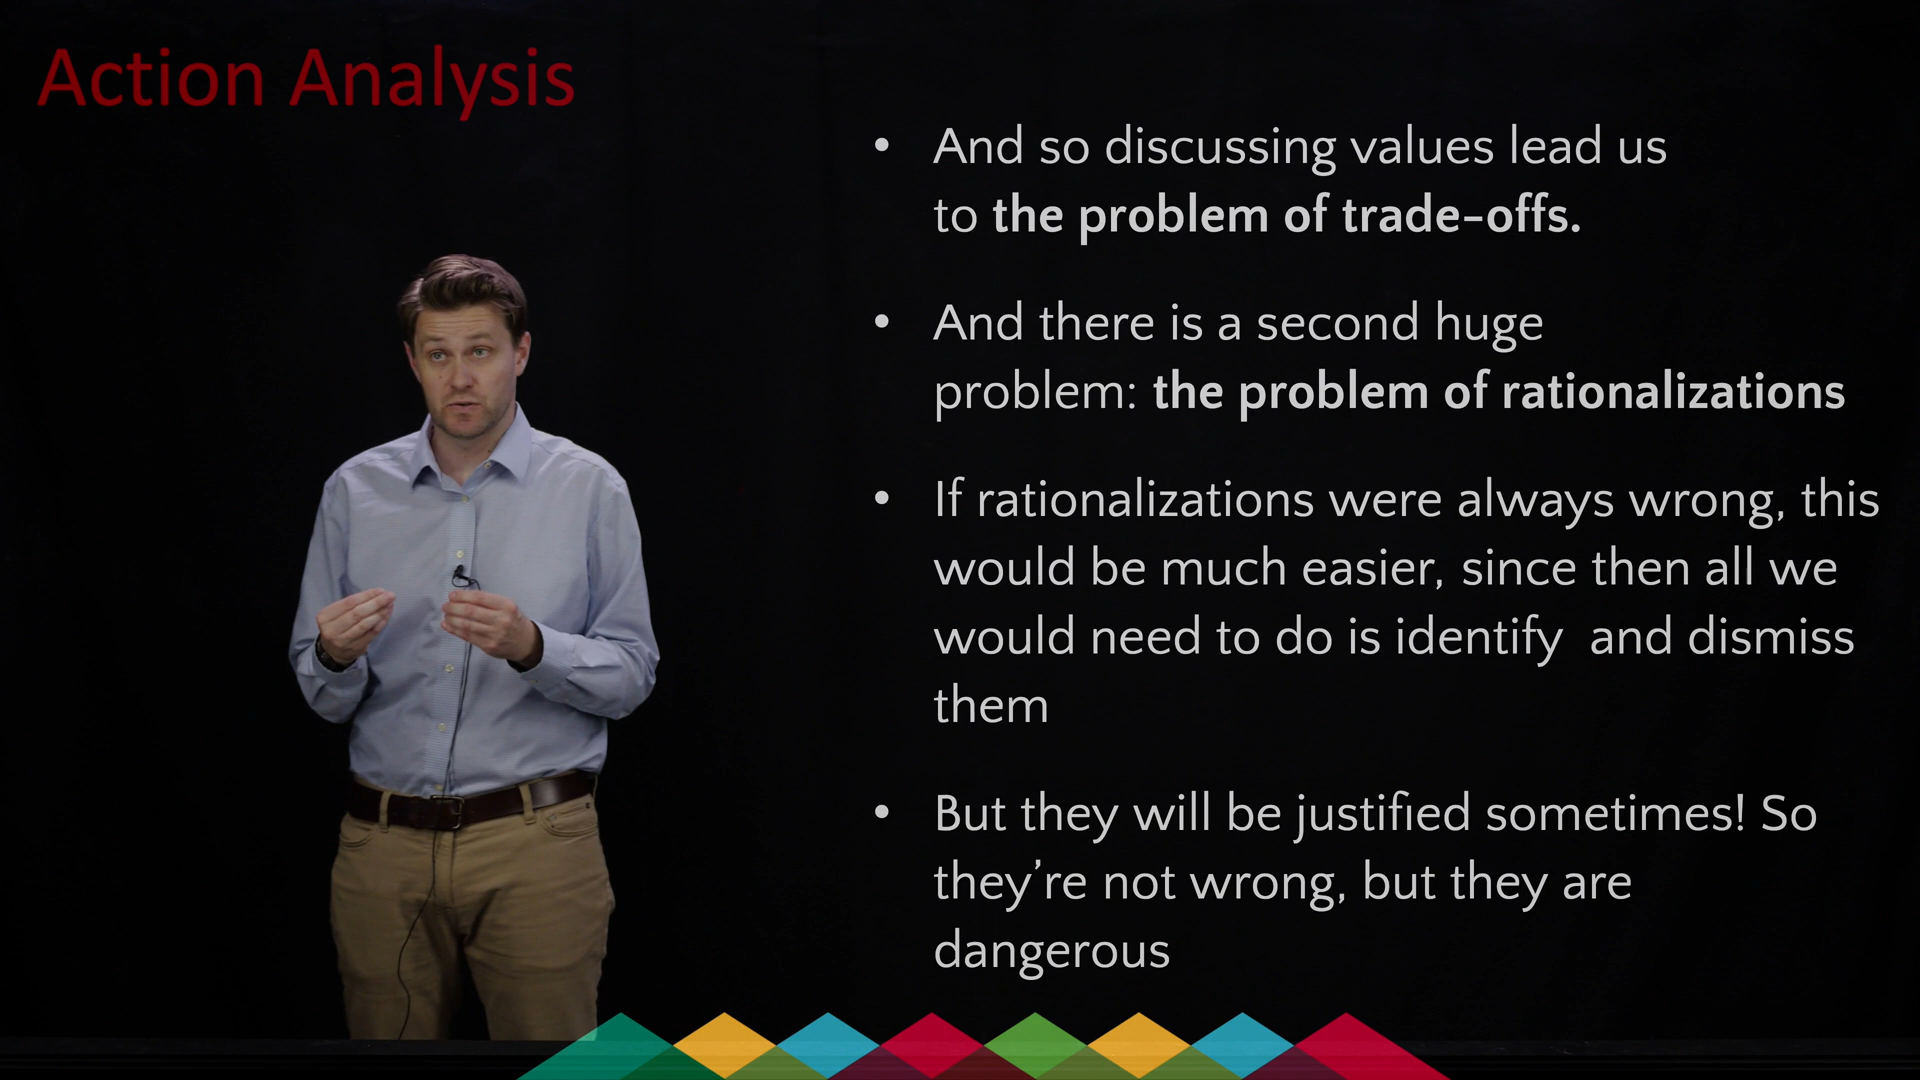 Action Analysis
• And so discussing values lead us
to the problem of trade-offs.
• And there is a second huge
problem: the problem of rationalizations
• If rationalizations were always wrong, this
would be much easier, since then all we
would need to do is identify  and dismiss
them
• But they will be justified sometimes! So
they’re not wrong, but they are
dangerous